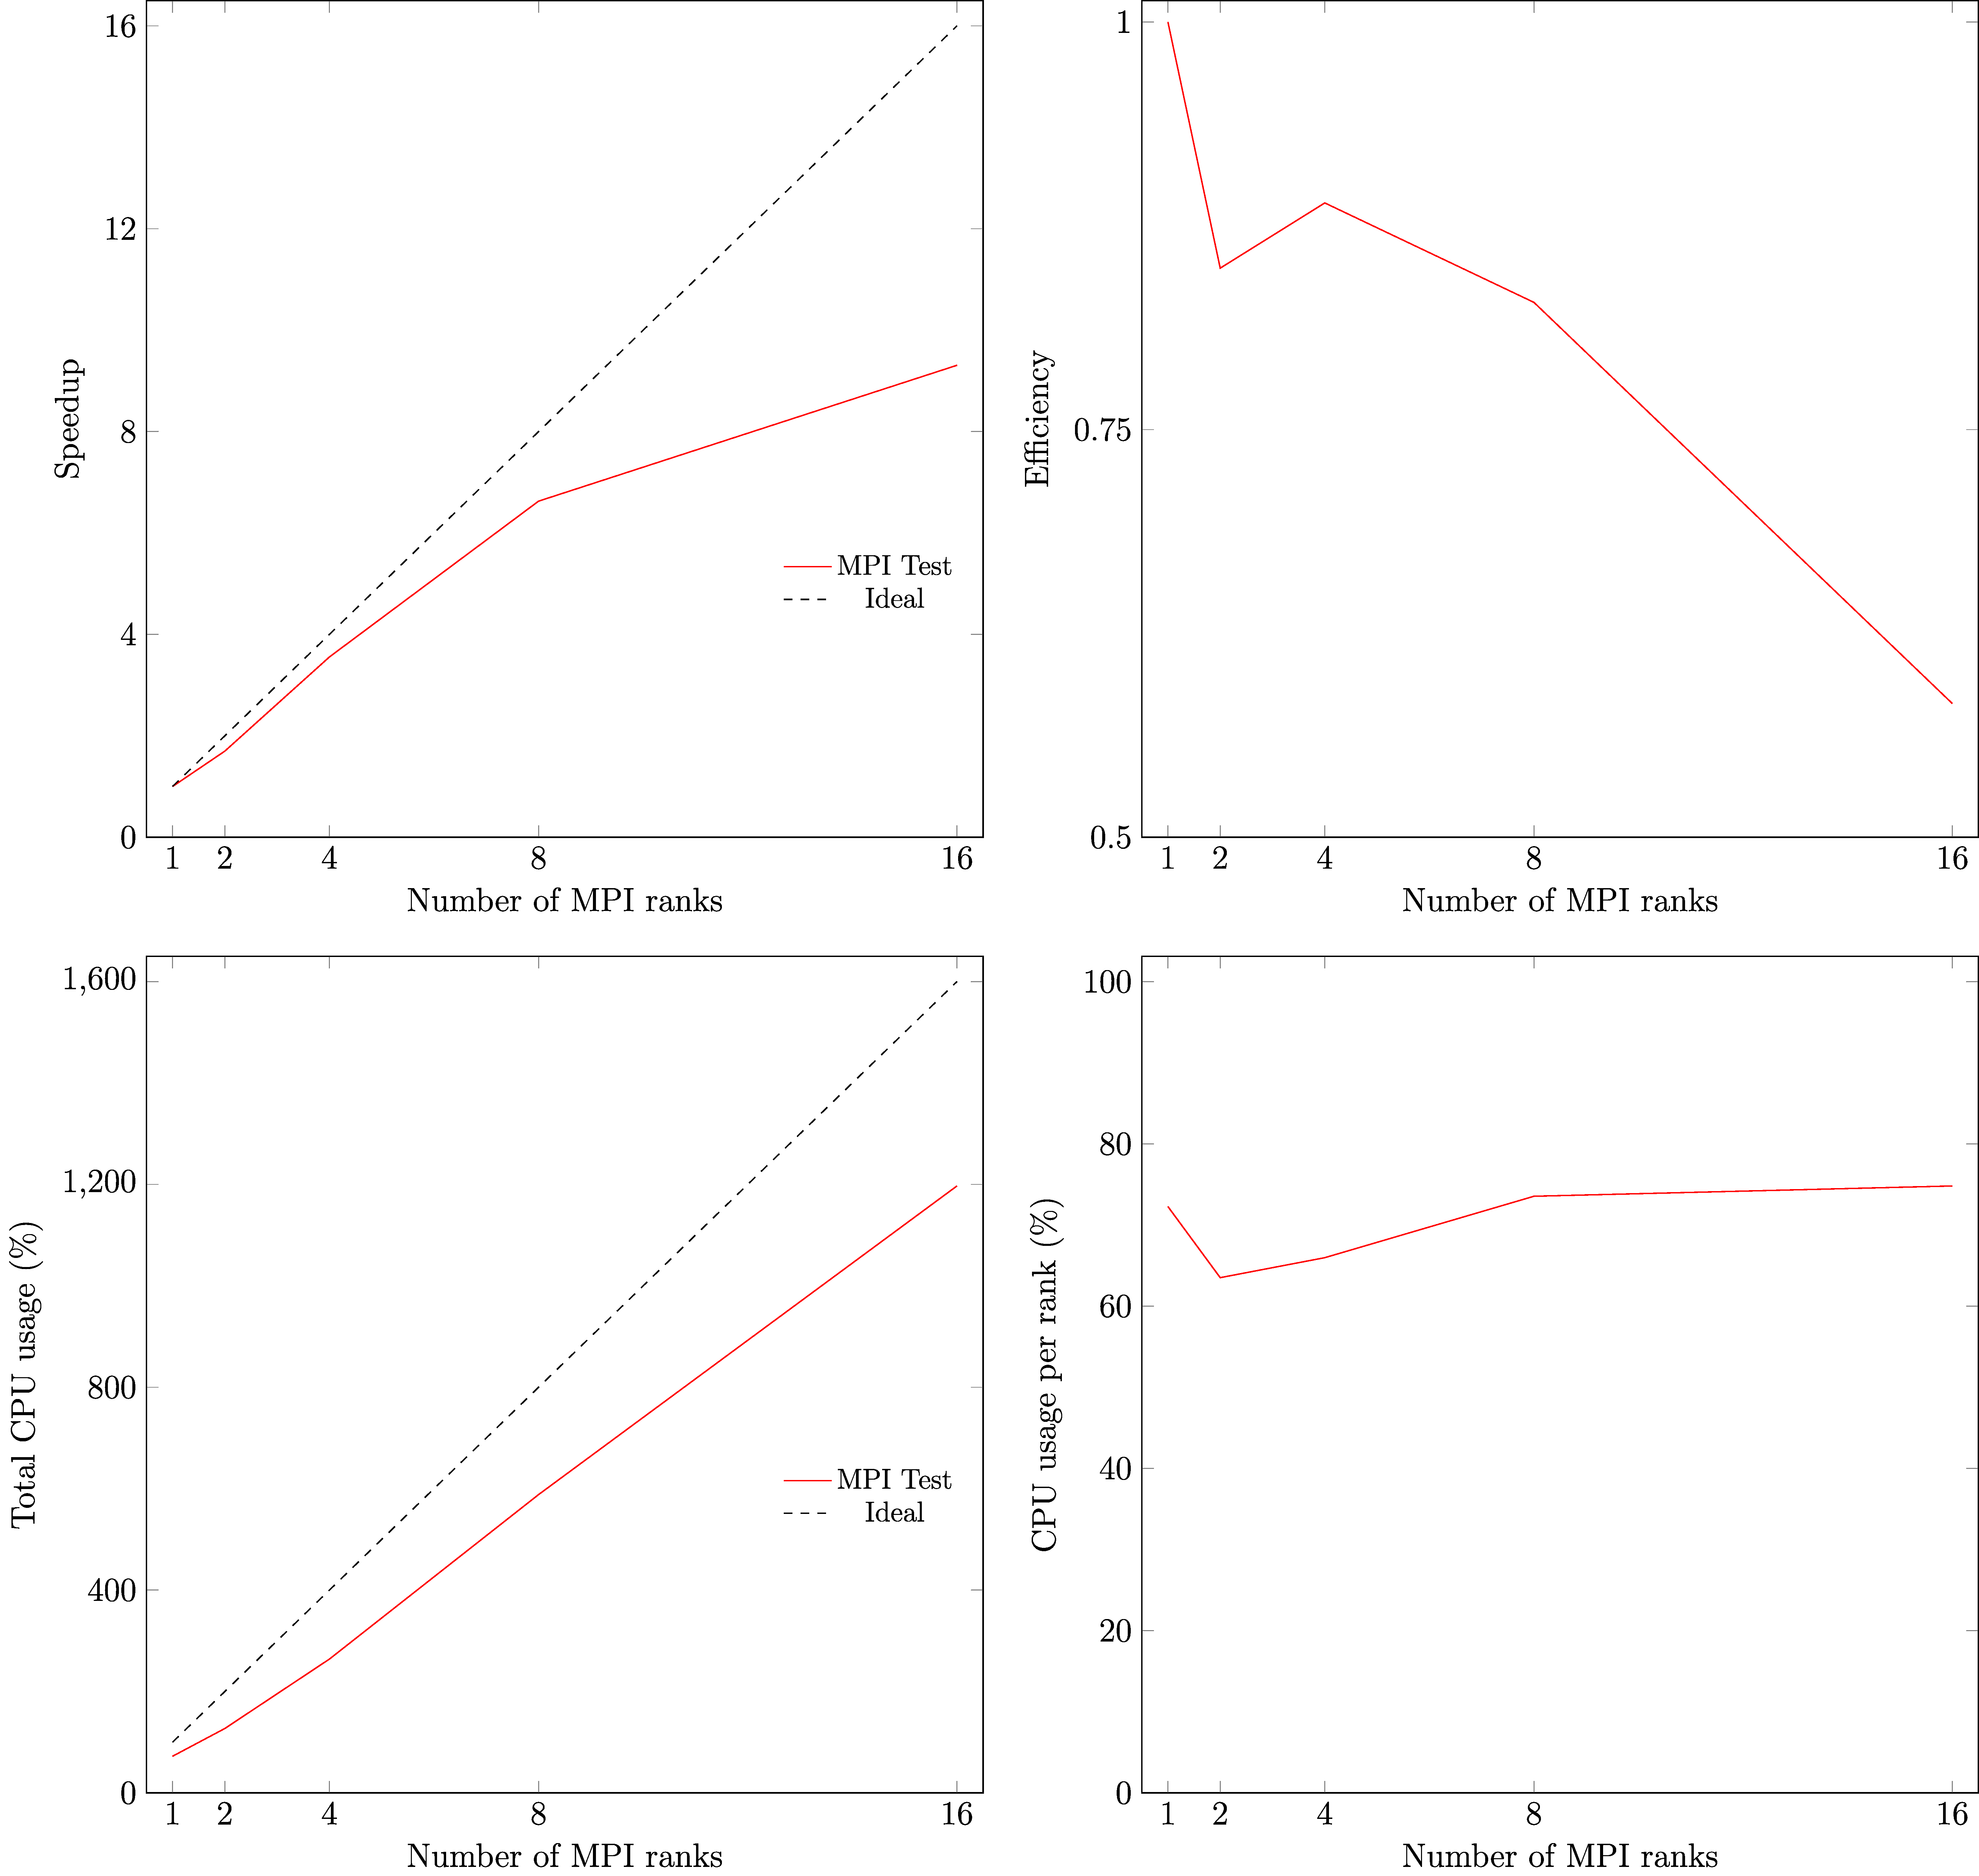 16
12
8
4
0
1 2 4 8 16
Number of MPI ranks
Speedup
MPI Test
Ideal
1
0.75
0.5
1 2 4 8 16
Number of MPI ranks
Efficiency
1,600
1,200
800
400
0
1 2 4 8 16
Number of MPI ranks
Total CPU usage (%)
MPI Test
Ideal
100
80
60
40
20
0
1 2 4 8 16
Number of MPI ranks
CPU usage per rank (%)